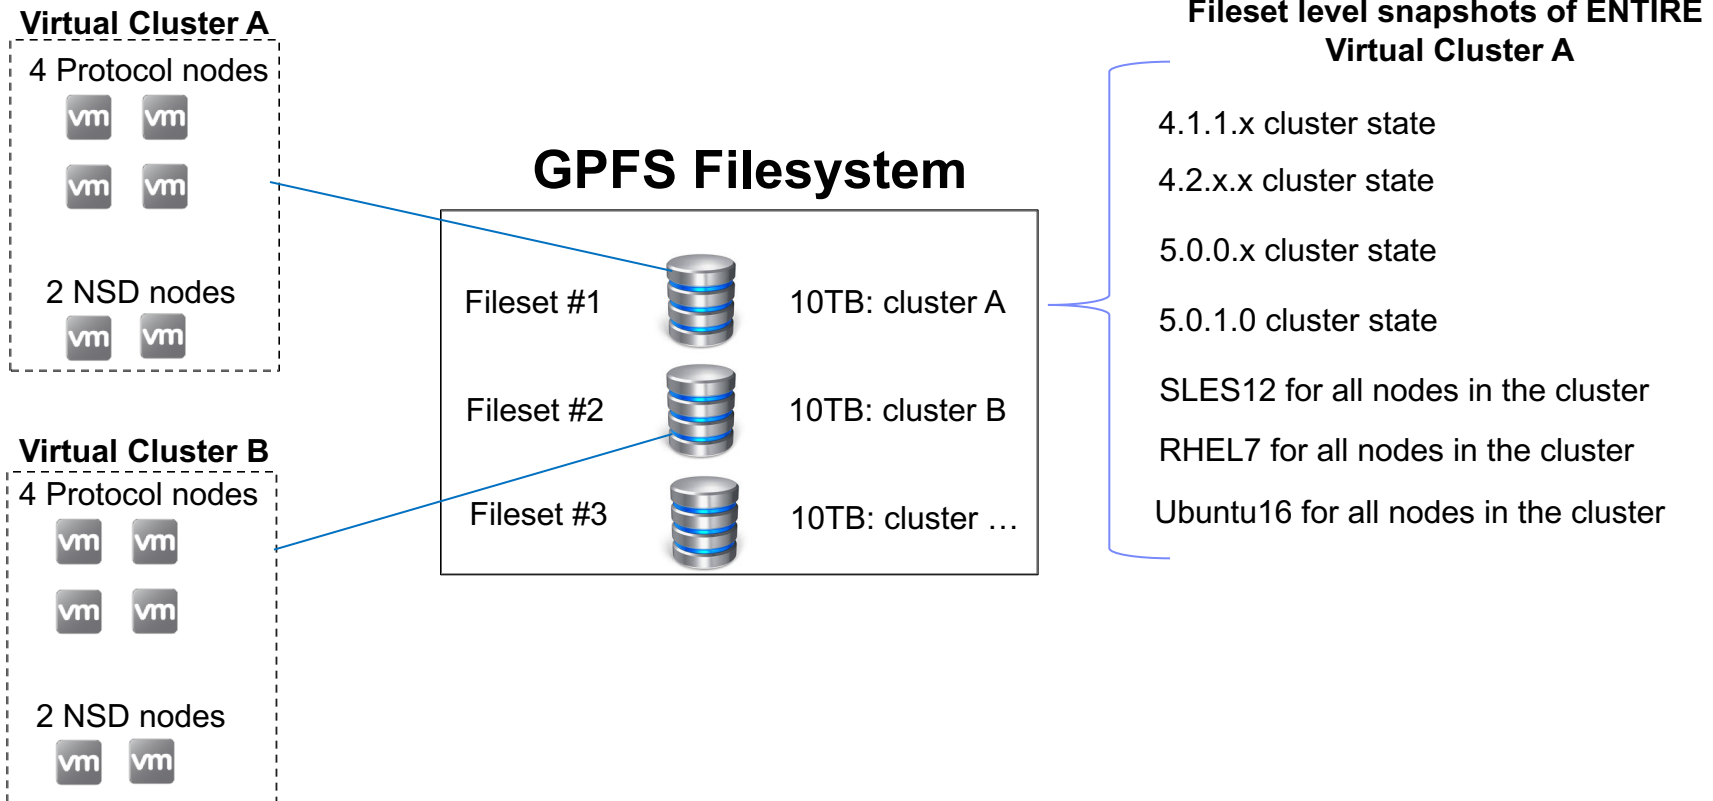 Virtual Cluster A
4 Protocol nodes
vm vm
vm vm
2 NSD nodes
vm vm
Virtual Cluster B
4 Protocol nodes
vm vm
vm vm
2 NSD nodes
vm vm
GPFS Filesystem
Fileset #1 10TB: cluster A
Fileset #2 10TB: cluster B
Fileset #3 10TB: cluster …
Fileset level snapshots of ENTIRE
Virtual Cluster A
4.1.1.x cluster state
4.2.x.x cluster state
5.0.0.x cluster state
5.0.1.0 cluster state
SLES12 for all nodes in the cluster
RHEL7 for all nodes in the cluster
Ubuntu16 for all nodes in the cluster